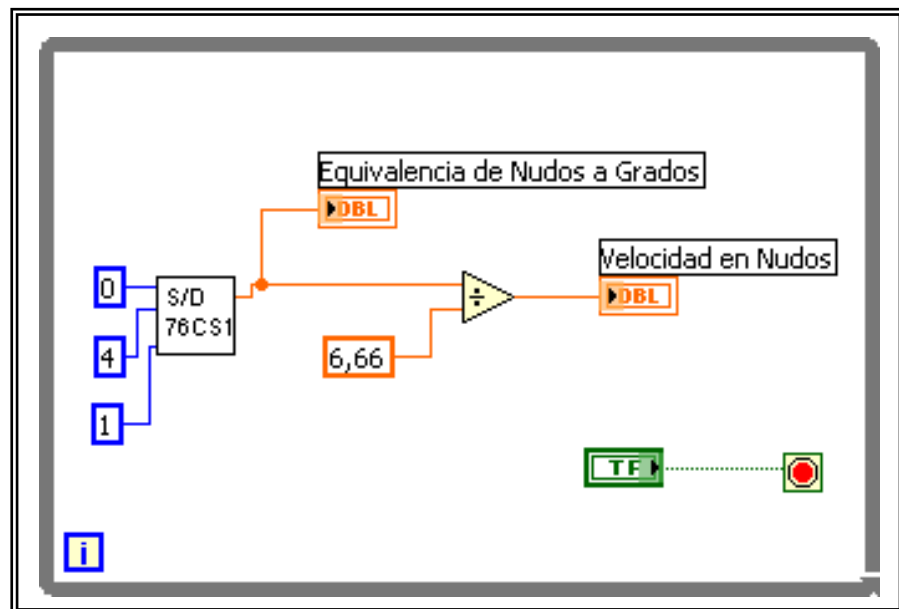 Equivalencia de Nudos a Grados
DBL
Velocidad en Nudos
DBL
0
4
1
S/D
76CS1
÷
6,66
TF
i